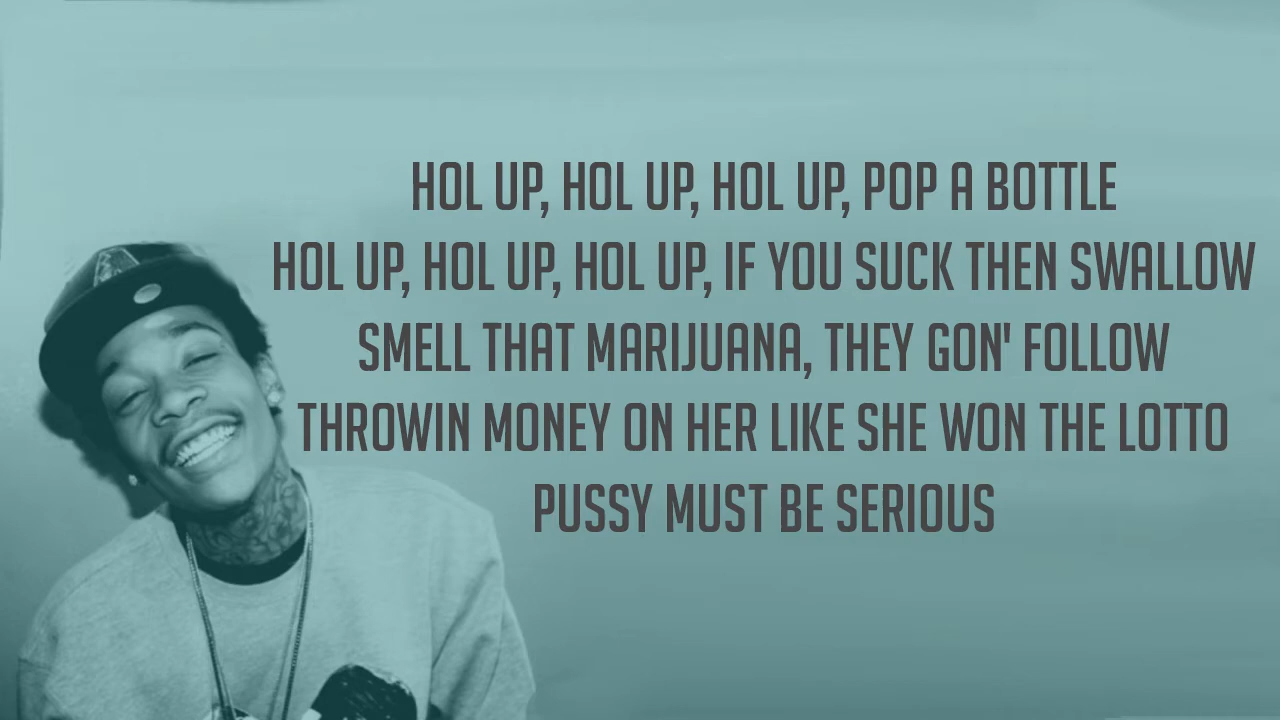 HOL UP, HOL UP, HOL UP, POP A BOTTLE
HOL UP, HOL UP, HOL UP, IF YOU SUCK THEN SWALLOW
SMELL THAT MARIJUANA, THEY GON' FOLLOW
THROWIN MONEY ON HER LIKE SHE WON THE LOTTO
PUSSY MUST BE SERIOUS